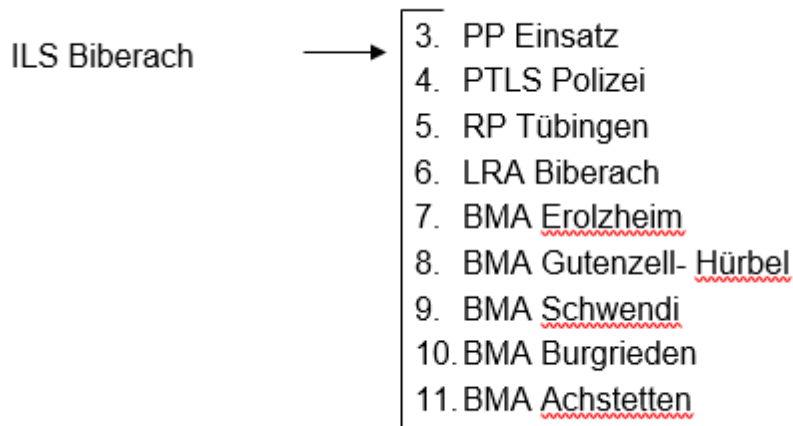 ILS Biberach
3. PP Einsatz
4. PTLS Polizei
5. RP Tübingen
6. LRA Biberach
7. BMA Erolzheim
8. BMA Gutenzell- Hürbel
9. BMA Schwendi
10. BMA Burgrieden
11. BMA Achstetten